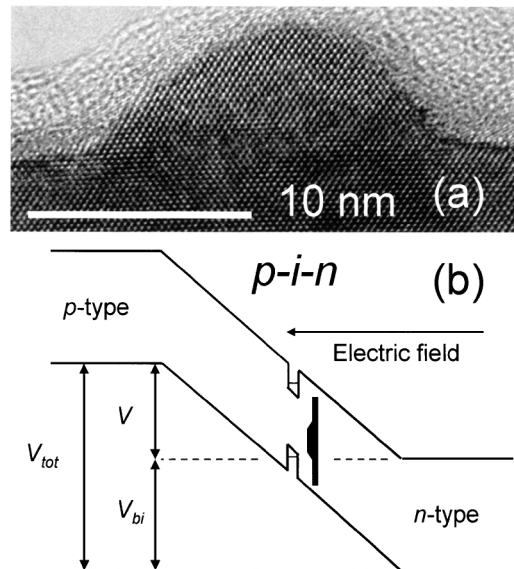 10 nm (a)
p-i-n (b)
p-type
Electric field
V
V_tot
V_bi
n-type